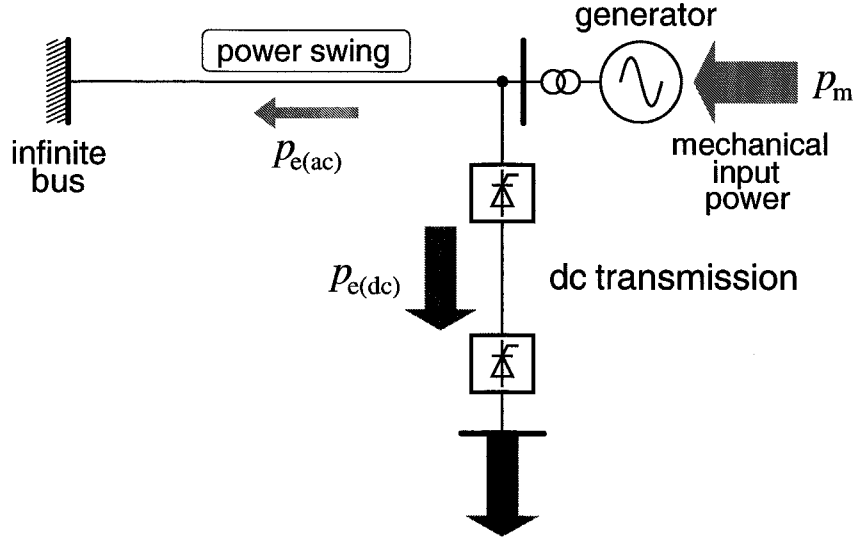 generator
power swing
p_m
p_e(ac)
infinite
bus
mechanical
input
power
p_e(dc)
dc transmission